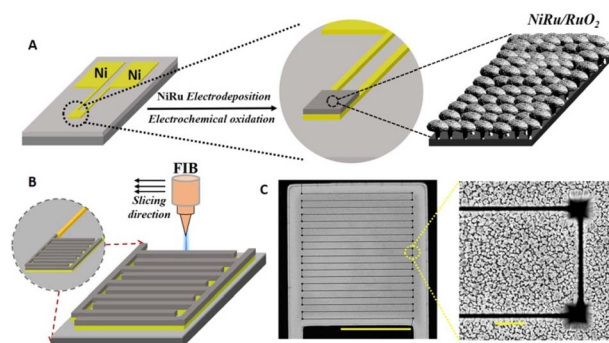 NiRu/RuO2
A
Ni
Ni
NiRu Electrodeposition
Electrochemical oxidation
B
FIB
Slicing
direction
C